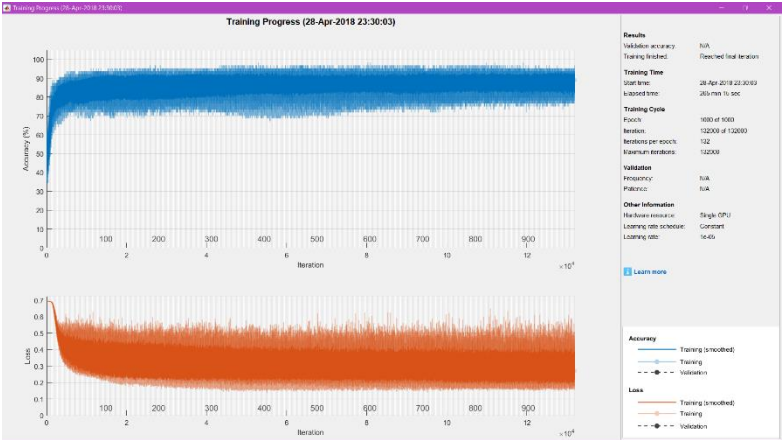 Training Progress (28-Apr-2018 23:30:03)
Training Progress (28-Apr-2018 23:30:03)
Results
Validation accuracy: N/A
Training finished: Reached final iteration
Training Time
Start time: 28-Apr-2018 23:30:03
Elapsed time: 265 min 15 sec
Training Cycle
Epoch: 1000 of 1000
Iteration: 132000 of 132000
Iterations per epoch: 132
Maximum iterations: 132000
Validation
Frequency: N/A
Patience: N/A
Other Information
Hardware resource: Single GPU
Learning rate schedule: Constant
Learning rate: 1e-05
Learn more
Accuracy (%)
100
90
80
70
60
50
40
30
20
10
0
100 200 300 400 500 600 700 800 900
0 2 4 6 8 10 12
Iteration
×10⁴
Loss
0.7
0.6
0.5
0.4
0.3
0.2
0.1
0
100 200 300 400 500 600 700 800 900
0 2 4 6 8 10 12
Iteration
×10⁴
Accuracy
Training (smoothed)
Training
Validation
Loss
Training (smoothed)
Training
Validation